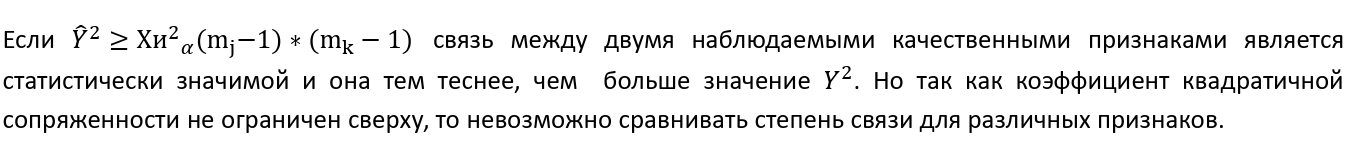 Если Ŷ² ≥ Хи²α(mj−1) ∗ (mk − 1) связь между двумя наблюдаемыми качественными признаками является
статистически значимой и она тем теснее, чем больше значение Y². Но так как коэффициент квадратичной
сопряженности не ограничен сверху, то невозможно сравнивать степень связи для различных признаков.